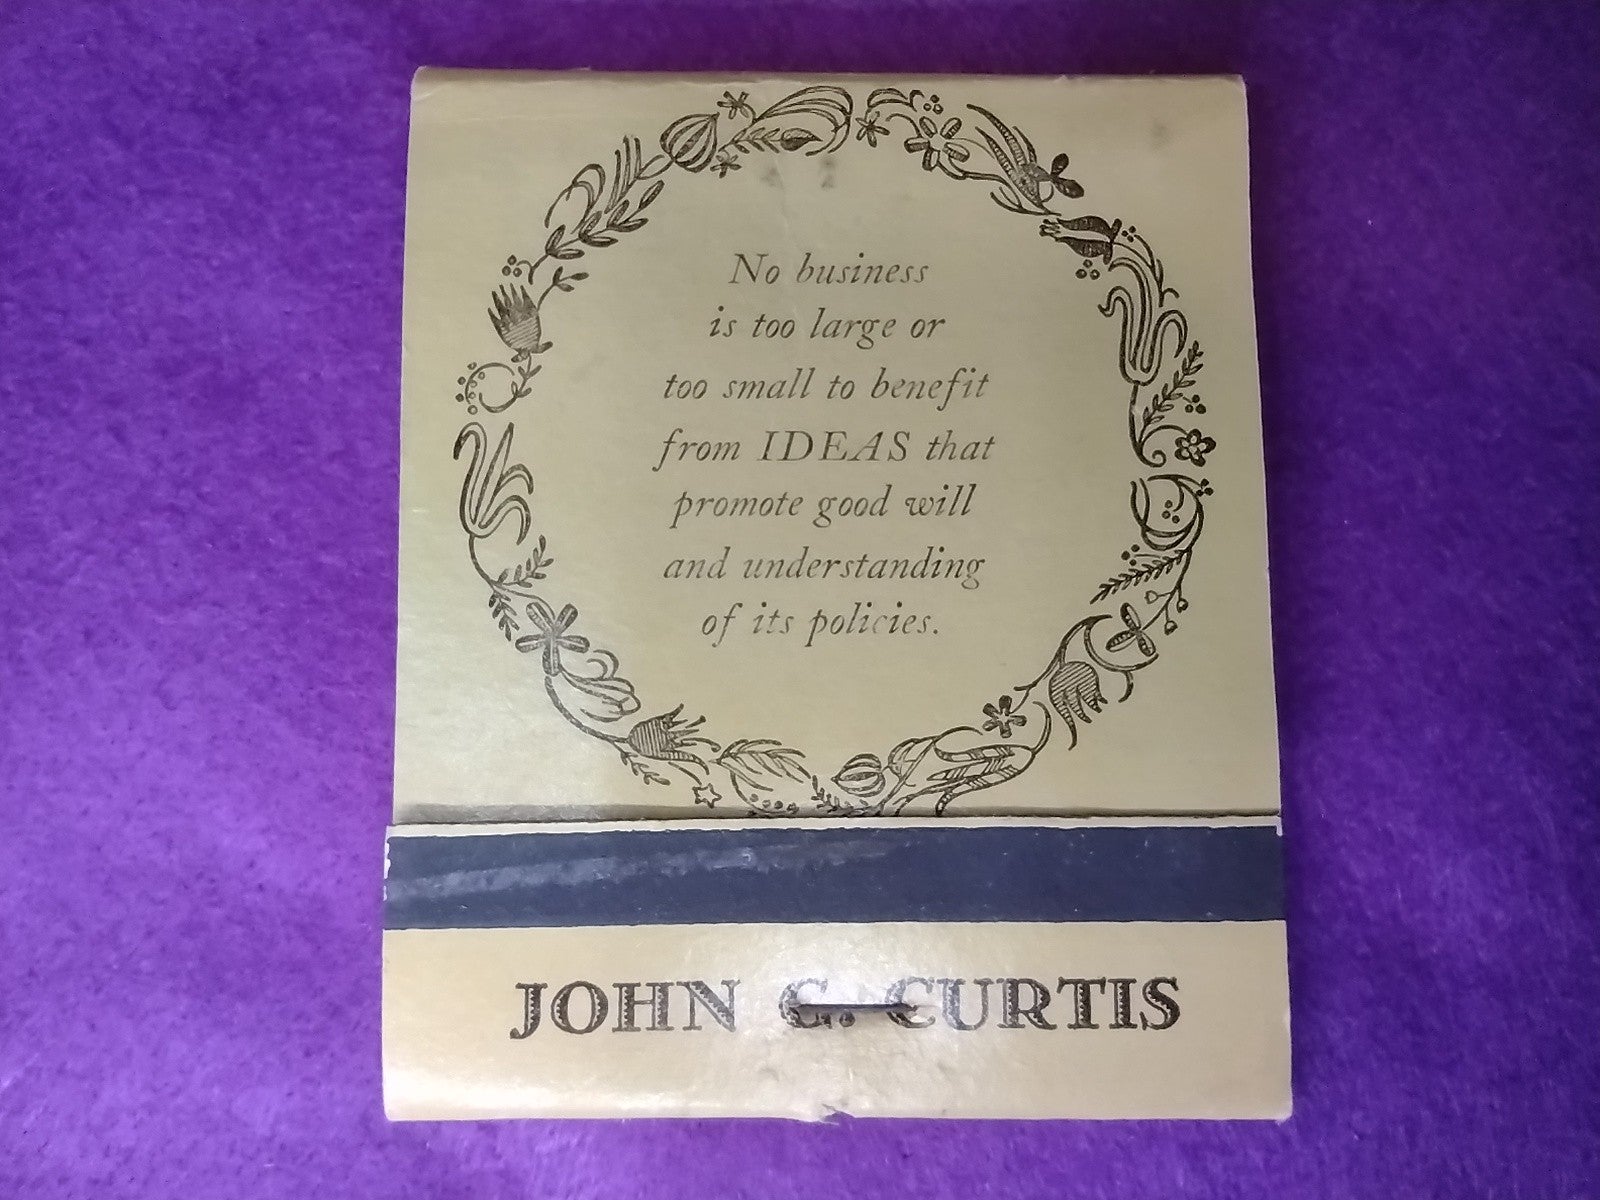 No business
is too large or
too small to benefit
from IDEAS that
promote good will
and understanding
of its policies.
JOHN G. CURTIS